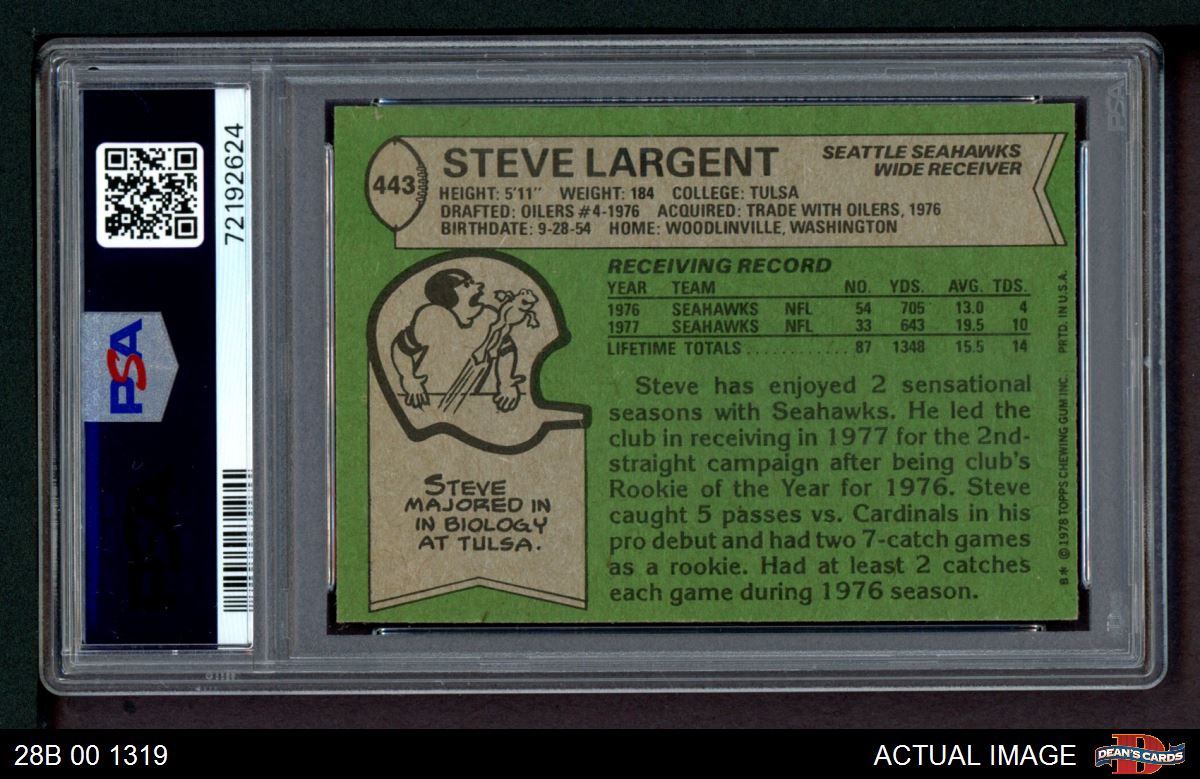 72192624
PSA
443
STEVE LARGENT
SEATTLE SEAHAWKS
WIDE RECEIVER
HEIGHT: 5'11" WEIGHT: 184 COLLEGE: TULSA
DRAFTED: OILERS #4-1976 ACQUIRED: TRADE WITH OILERS, 1976
BIRTHDATE: 9-28-54 HOME: WOODLINVILLE, WASHINGTON
RECEIVING RECORD
YEAR TEAM NO. YDS. AVG. TDS.
1976 SEAHAWKS NFL 54 705 13.0 4
1977 SEAHAWKS NFL 33 643 19.5 10
LIFETIME TOTALS . . . . . . . . . . . . 87 1348 15.5 14
STEVE
MAJORED IN
IN BIOLOGY
AT TULSA.
Steve has enjoyed 2 sensational
seasons with Seahawks. He led the
club in receiving in 1977 for the 2nd-
straight campaign after being club's
Rookie of the Year for 1976. Steve
caught 5 passes vs. Cardinals in his
pro debut and had two 7-catch games
as a rookie. Had at least 2 catches
each game during 1976 season.
B* © 1978 TOPPS CHEWING GUM INC. PRTD. IN U.S.A.
PSA
PSA
28B 00 1319
ACTUAL IMAGE
D
DEAN'S CARDS